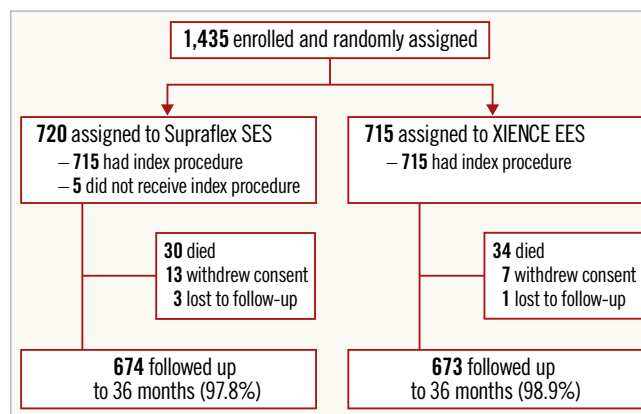 1,435 enrolled and randomly assigned
720 assigned to Supraflex SES
– 715 had index procedure
– 5 did not receive index procedure
715 assigned to XIENCE EES
– 715 had index procedure
30 died
13 withdrew consent
3 lost to follow-up
34 died
7 withdrew consent
1 lost to follow-up
674 followed up
to 36 months (97.8%)
673 followed up
to 36 months (98.9%)